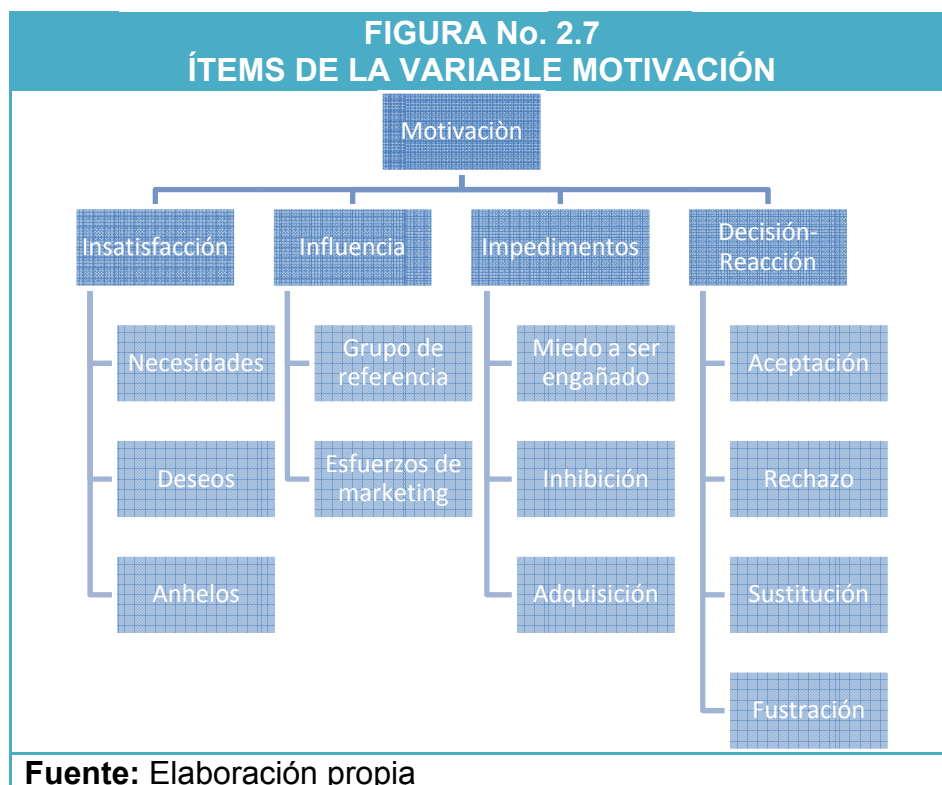 FIGURA No. 2.7
ÍTEMS DE LA VARIABLE MOTIVACIÓN
Motivaciòn
Insatisfacción
Necesidades
Deseos
Anhelos
Influencia
Grupo de
referencia
Esfuerzos de
marketing
Impedimentos
Miedo a ser
engañado
Inhibición
Adquisición
Decisión-
Reacción
Aceptación
Rechazo
Sustitución
Fustración
Fuente: Elaboración propia